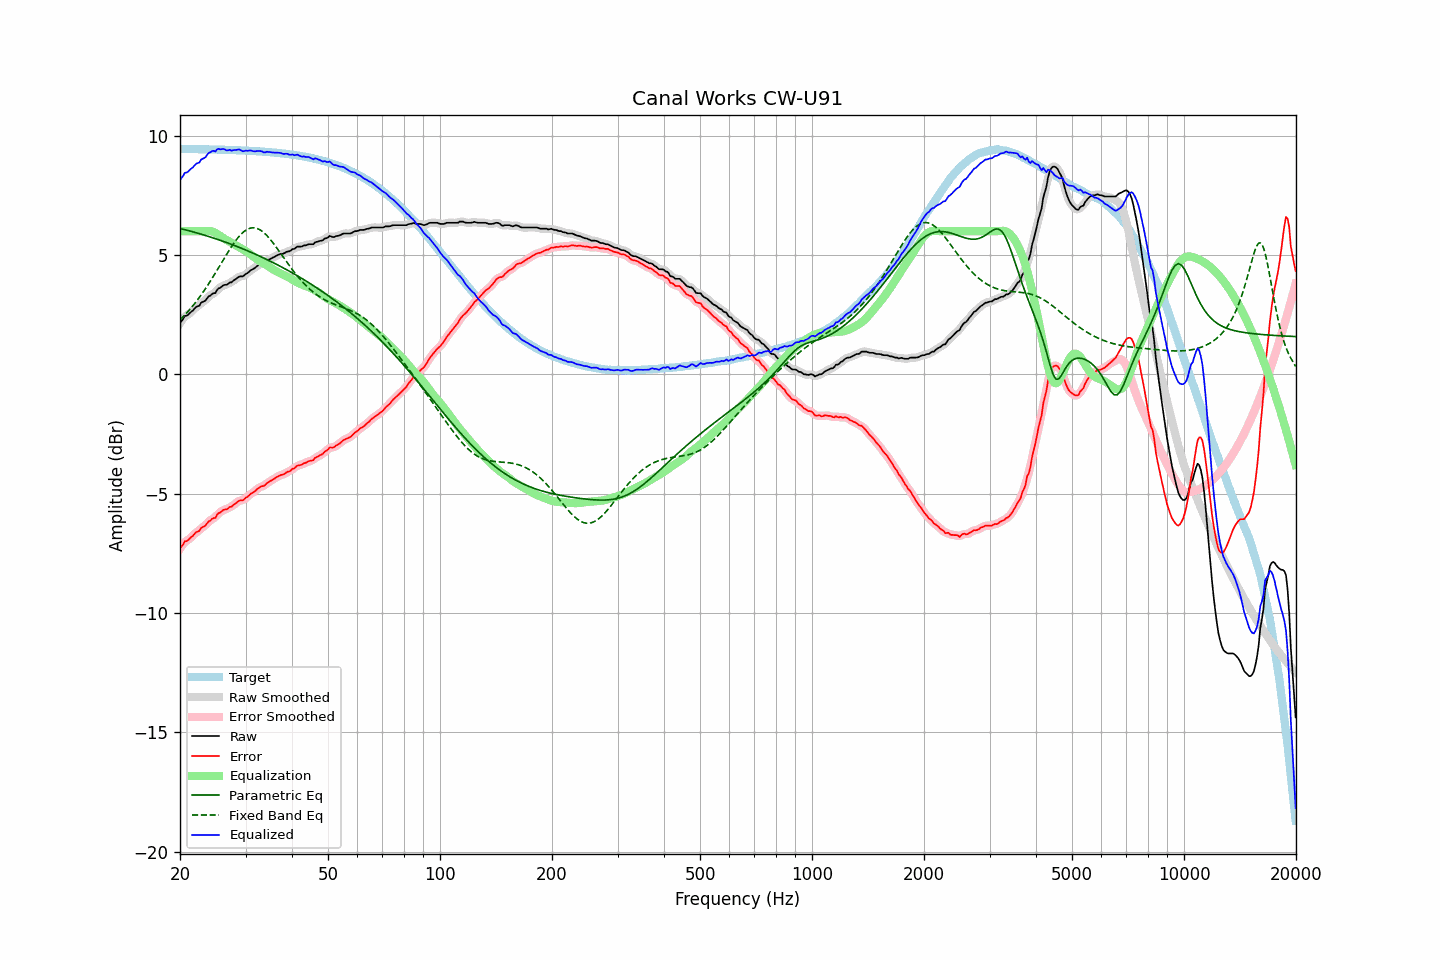 Canal Works CW-U91
Amplitude (dBr)
10
5
0
−5
−10
−15
−20
Target
Raw Smoothed
Error Smoothed
Raw
Error
Equalization
Parametric Eq
Fixed Band Eq
Equalized
20 50 100 200 500 1000 2000 5000 10000 20000
Frequency (Hz)